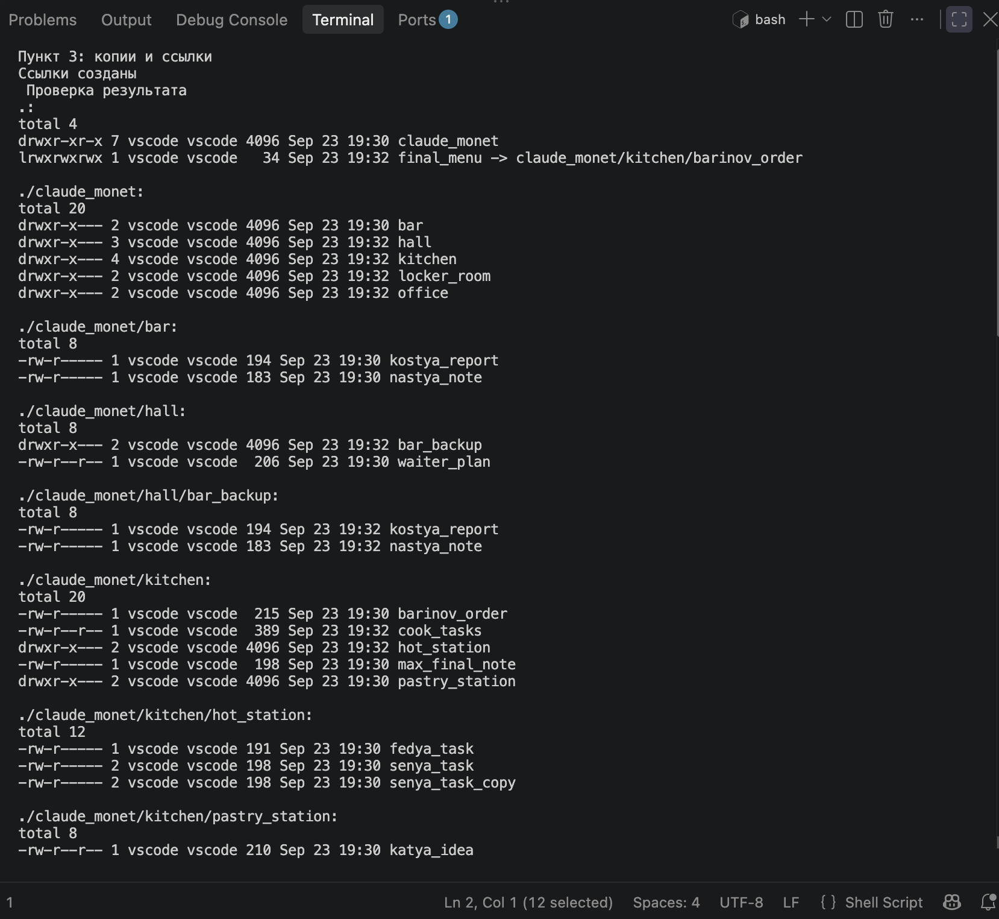 Problems Output Debug Console Terminal Ports 1 bash
Пункт 3: копии и ссылки
Ссылки созданы
 Проверка результата
.:
total 4
drwxr-xr-x 7 vscode vscode 4096 Sep 23 19:30 claude_monet
lrwxrwxrwx 1 vscode vscode   34 Sep 23 19:32 final_menu -> claude_monet/kitchen/barinov_order

./claude_monet:
total 20
drwxr-x--- 2 vscode vscode 4096 Sep 23 19:30 bar
drwxr-x--- 3 vscode vscode 4096 Sep 23 19:32 hall
drwxr-x--- 4 vscode vscode 4096 Sep 23 19:32 kitchen
drwxr-x--- 2 vscode vscode 4096 Sep 23 19:32 locker_room
drwxr-x--- 2 vscode vscode 4096 Sep 23 19:32 office

./claude_monet/bar:
total 8
-rw-r----- 1 vscode vscode 194 Sep 23 19:30 kostya_report
-rw-r----- 1 vscode vscode 183 Sep 23 19:30 nastya_note

./claude_monet/hall:
total 8
drwxr-x--- 2 vscode vscode 4096 Sep 23 19:32 bar_backup
-rw-r--r-- 1 vscode vscode  206 Sep 23 19:30 waiter_plan

./claude_monet/hall/bar_backup:
total 8
-rw-r----- 1 vscode vscode 194 Sep 23 19:32 kostya_report
-rw-r----- 1 vscode vscode 183 Sep 23 19:32 nastya_note

./claude_monet/kitchen:
total 20
-rw-r----- 1 vscode vscode  215 Sep 23 19:30 barinov_order
-rw-r--r-- 1 vscode vscode  389 Sep 23 19:32 cook_tasks
drwxr-x--- 2 vscode vscode 4096 Sep 23 19:32 hot_station
-rw-r----- 1 vscode vscode  198 Sep 23 19:30 max_final_note
drwxr-x--- 2 vscode vscode 4096 Sep 23 19:30 pastry_station

./claude_monet/kitchen/hot_station:
total 12
-rw-r----- 1 vscode vscode 191 Sep 23 19:30 fedya_task
-rw-r----- 2 vscode vscode 198 Sep 23 19:30 senya_task
-rw-r----- 2 vscode vscode 198 Sep 23 19:30 senya_task_copy

./claude_monet/kitchen/pastry_station:
total 8
-rw-r--r-- 1 vscode vscode 210 Sep 23 19:30 katya_idea
1 Ln 2, Col 1 (12 selected) Spaces: 4 UTF-8 LF { } Shell Script